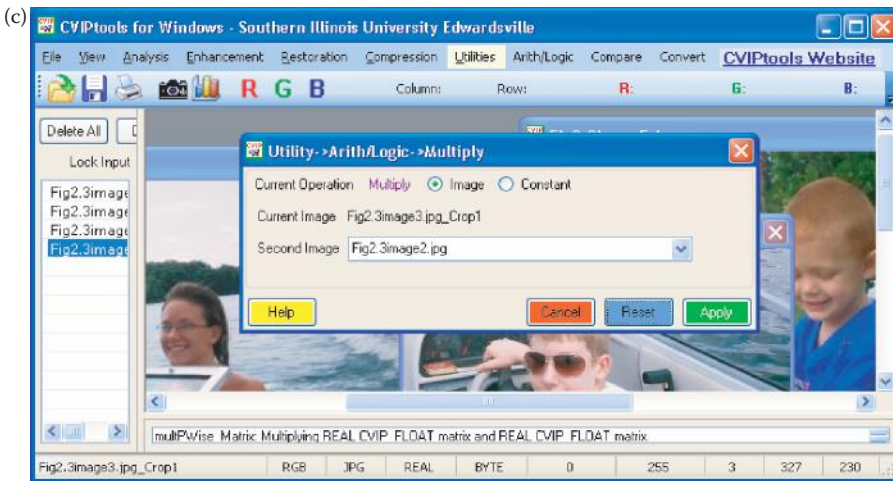 (c)
CVIPtools for Windows - Southern Illinois University Edwardsville
File View Analysis Enhancement Restoration Compression Utilities Arith/Logic Compare Convert CVIPtools Website
R G B Column: Row: R: G: B:
Delete All
Lock Input
Fig2.3image
Fig2.3image
Fig2.3image
Fig2.3image
Utility->Arith/Logic->Multiply
Current Operation Multiply Image Constant
Current Image Fig2.3image3.jpg_Crop1
Second Image Fig2.3image2.jpg
Help Cancel Reset Apply
multPWise_Matrix: Multiplying REAL CVIP_FLOAT matrix and REAL CVIP_FLOAT matrix.
Fig2.3image3.jpg_Crop1 RGB JPG REAL BYTE 0 255 3 327 230